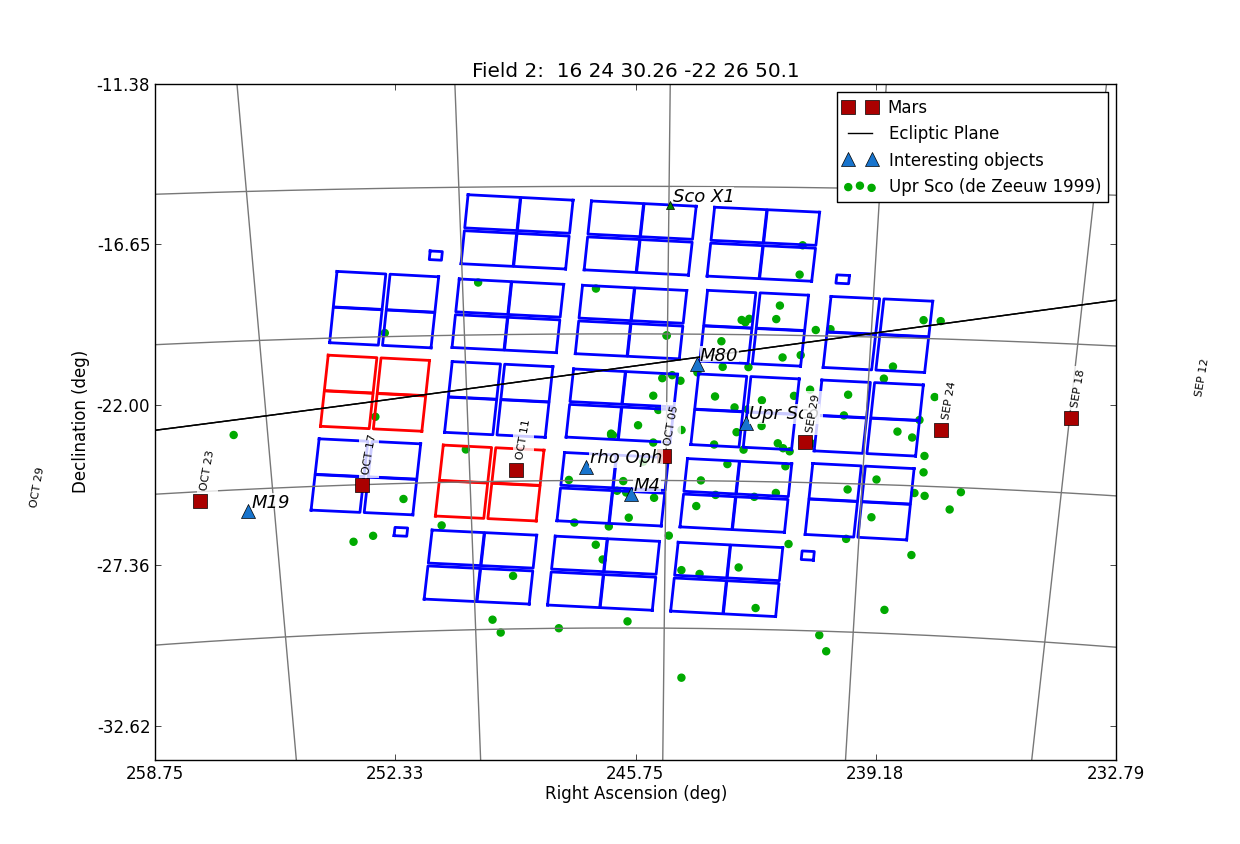 Field 2:  16 24 30.26 -22 26 50.1
-11.38
Mars
Ecliptic Plane
Interesting objects
Upr Sco (de Zeeuw 1999)
Sco X1
-16.65
M80
SEP 12
SEP 18
SEP 24
-22.00
Upr Sc
SEP 29
OCT 05
OCT 11
OCT 17
OCT 23
OCT 29
rho Oph
M4
M19
Declination (deg)
-27.36
-32.62
258.75
252.33
245.75
239.18
232.79
Right Ascension (deg)